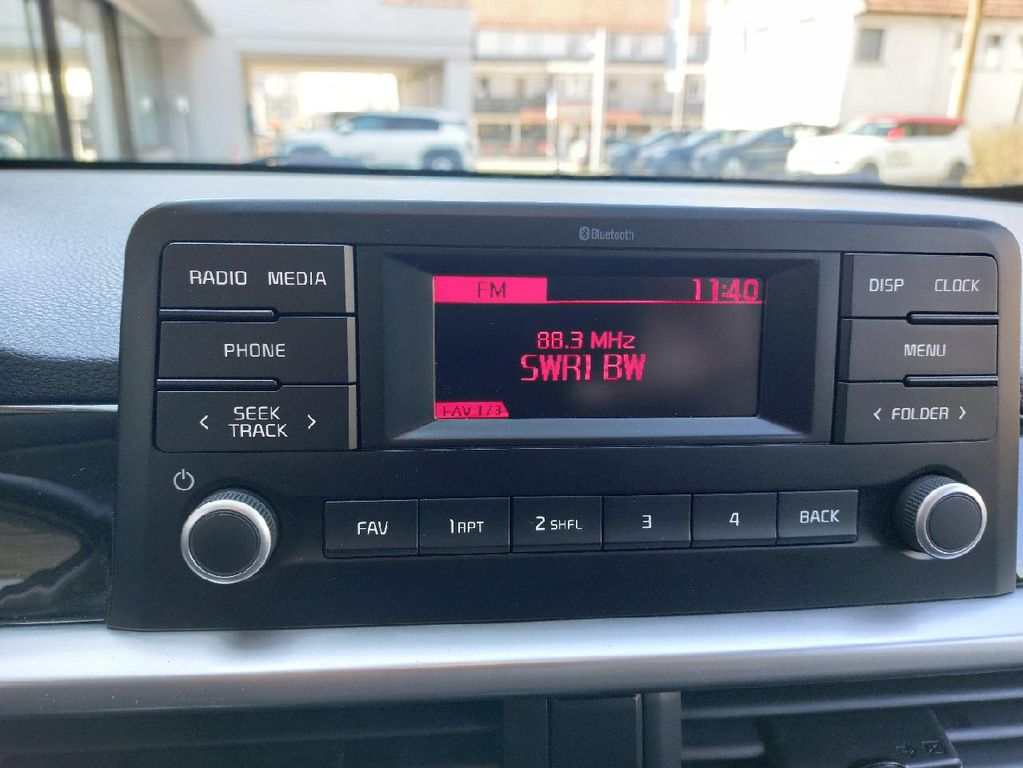 Bluetooth
RADIO MEDIA
PHONE
< SEEK >
TRACK
FM 11:40
88.3 MHz
SWR1 BW
FAV 1/3
DISP CLOCK
MENU
< FOLDER >
FAV
1 RPT
2 SHFL
3
4
BACK